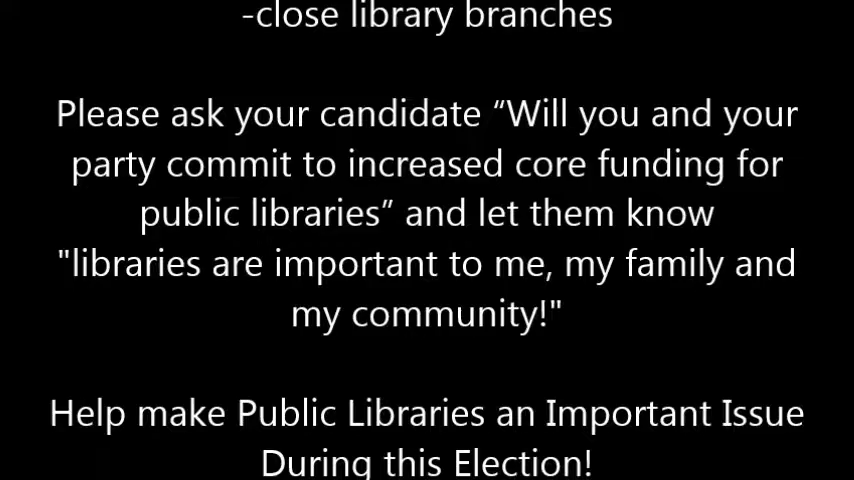 -close library branches
Please ask your candidate “Will you and your
party commit to increased core funding for
public libraries” and let them know
"libraries are important to me, my family and
my community!"
Help make Public Libraries an Important Issue
During this Election!